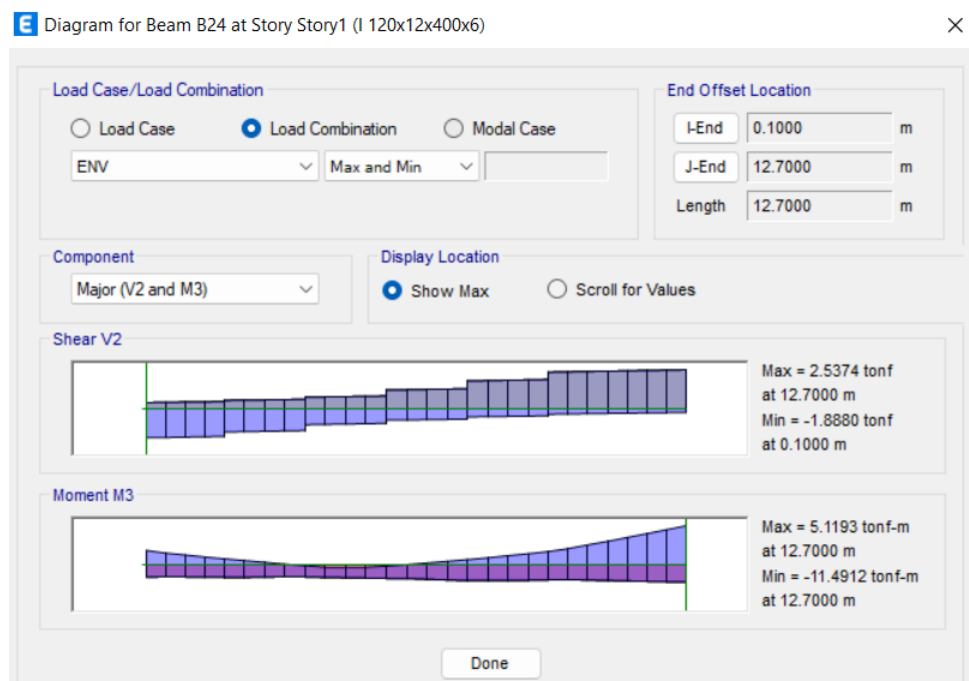 E Diagram for Beam B24 at Story Story1 (I 120x12x400x6)
Load Case/Load Combination
Load Case Load Combination Modal Case
ENV Max and Min
End Offset Location
I-End 0.1000 m
J-End 12.7000 m
Length 12.7000 m
Component
Major (V2 and M3)
Display Location
Show Max Scroll for Values
Shear V2
Max = 2.5374 tonf
at 12.7000 m
Min = -1.8880 tonf
at 0.1000 m
Moment M3
Max = 5.1193 tonf-m
at 12.7000 m
Min = -11.4912 tonf-m
at 12.7000 m
Done